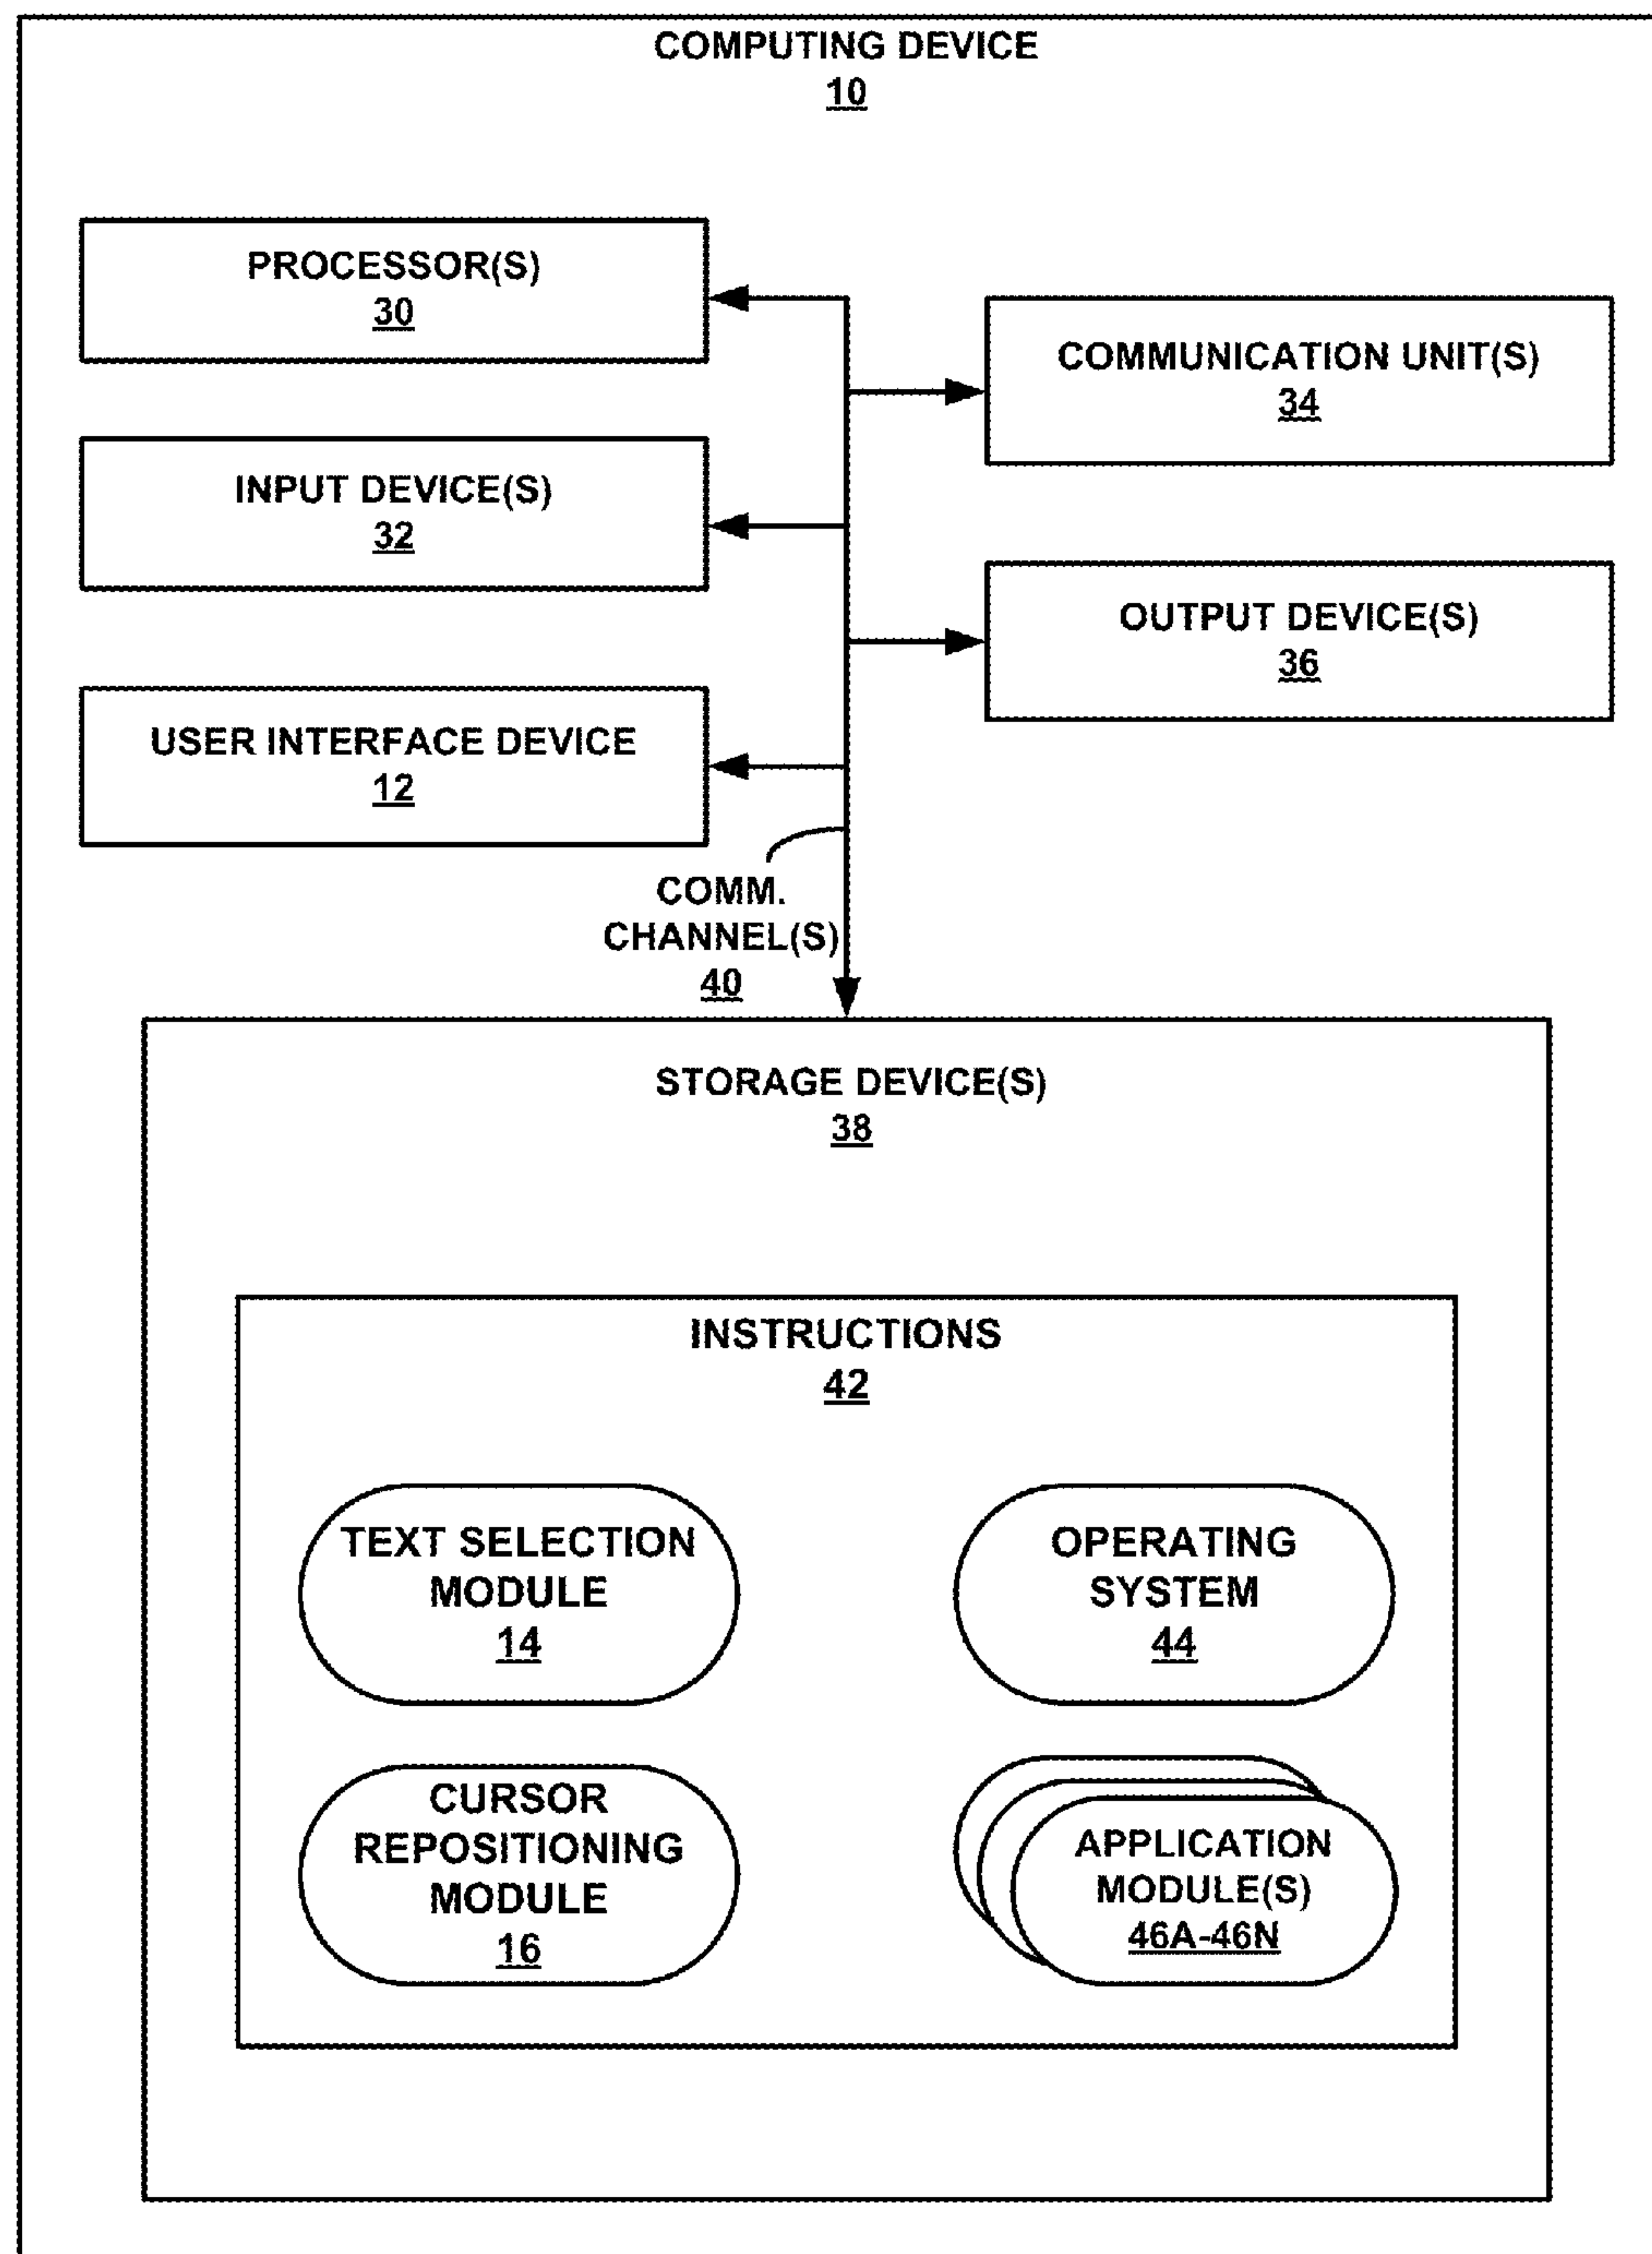 COMPUTING DEVICE
10
PROCESSOR(S)
30
COMMUNICATION UNIT(S)
34
INPUT DEVICE(S)
32
OUTPUT DEVICE(S)
36
USER INTERFACE DEVICE
12
COMM.
CHANNEL(S)
40
STORAGE DEVICE(S)
38
INSTRUCTIONS
42
TEXT SELECTION
MODULE
14
OPERATING
SYSTEM
44
CURSOR
REPOSITIONING
MODULE
16
APPLICATION
MODULE(S)
46A-46N